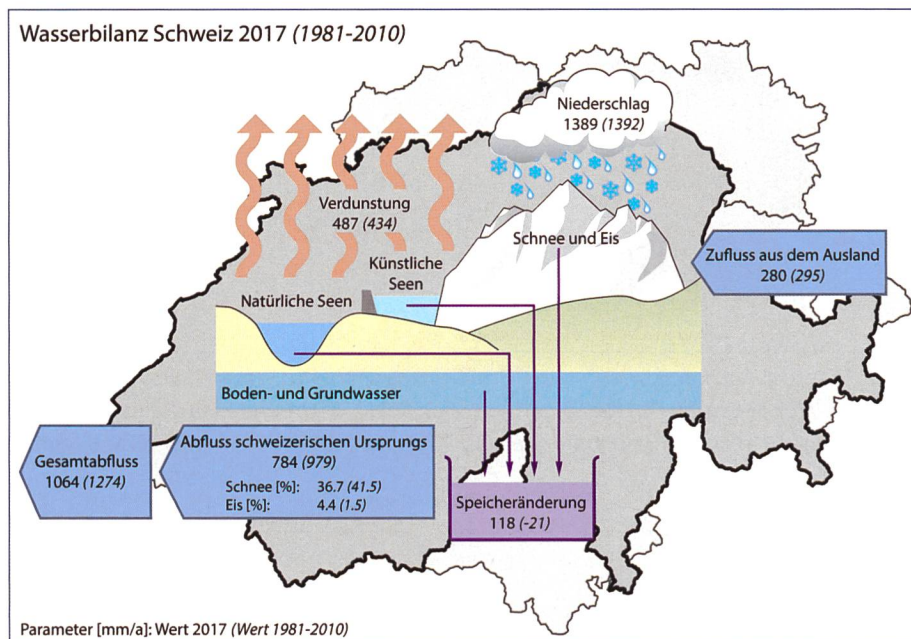 Wasserbilanz Schweiz 2017 (1981-2010)
Niederschlag
1389 (1392)
Verdunstung
487 (434)
Schnee und Eis
Zufluss aus dem Ausland
280 (295)
Künstliche
Seen
Natürliche Seen
Boden- und Grundwasser
Gesamtabfluss
1064 (1274)
Abfluss schweizerischen Ursprungs
784 (979)
Schnee [%]: 36.7 (41.5)
Eis [%]: 4.4 (1.5)
Speicheränderung
118 (-21)
Parameter [mm/a]: Wert 2017 (Wert 1981-2010)